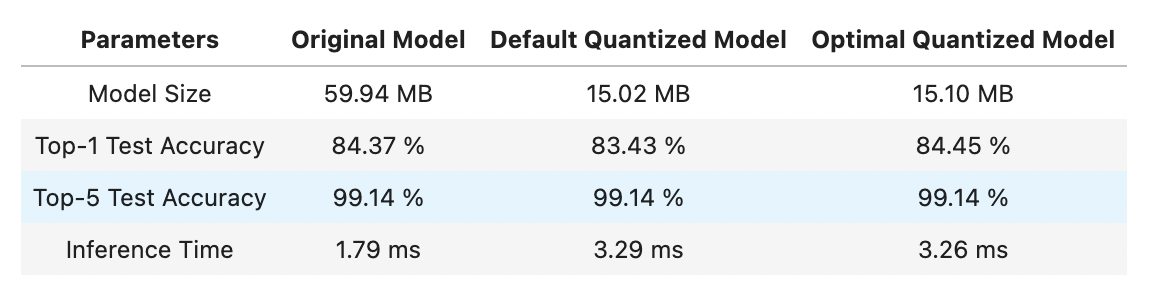 Parameters Original Model Default Quantized Model Optimal Quantized Model
Model Size 59.94 MB 15.02 MB 15.10 MB
Top-1 Test Accuracy 84.37 % 83.43 % 84.45 %
Top-5 Test Accuracy 99.14 % 99.14 % 99.14 %
Inference Time 1.79 ms 3.29 ms 3.26 ms